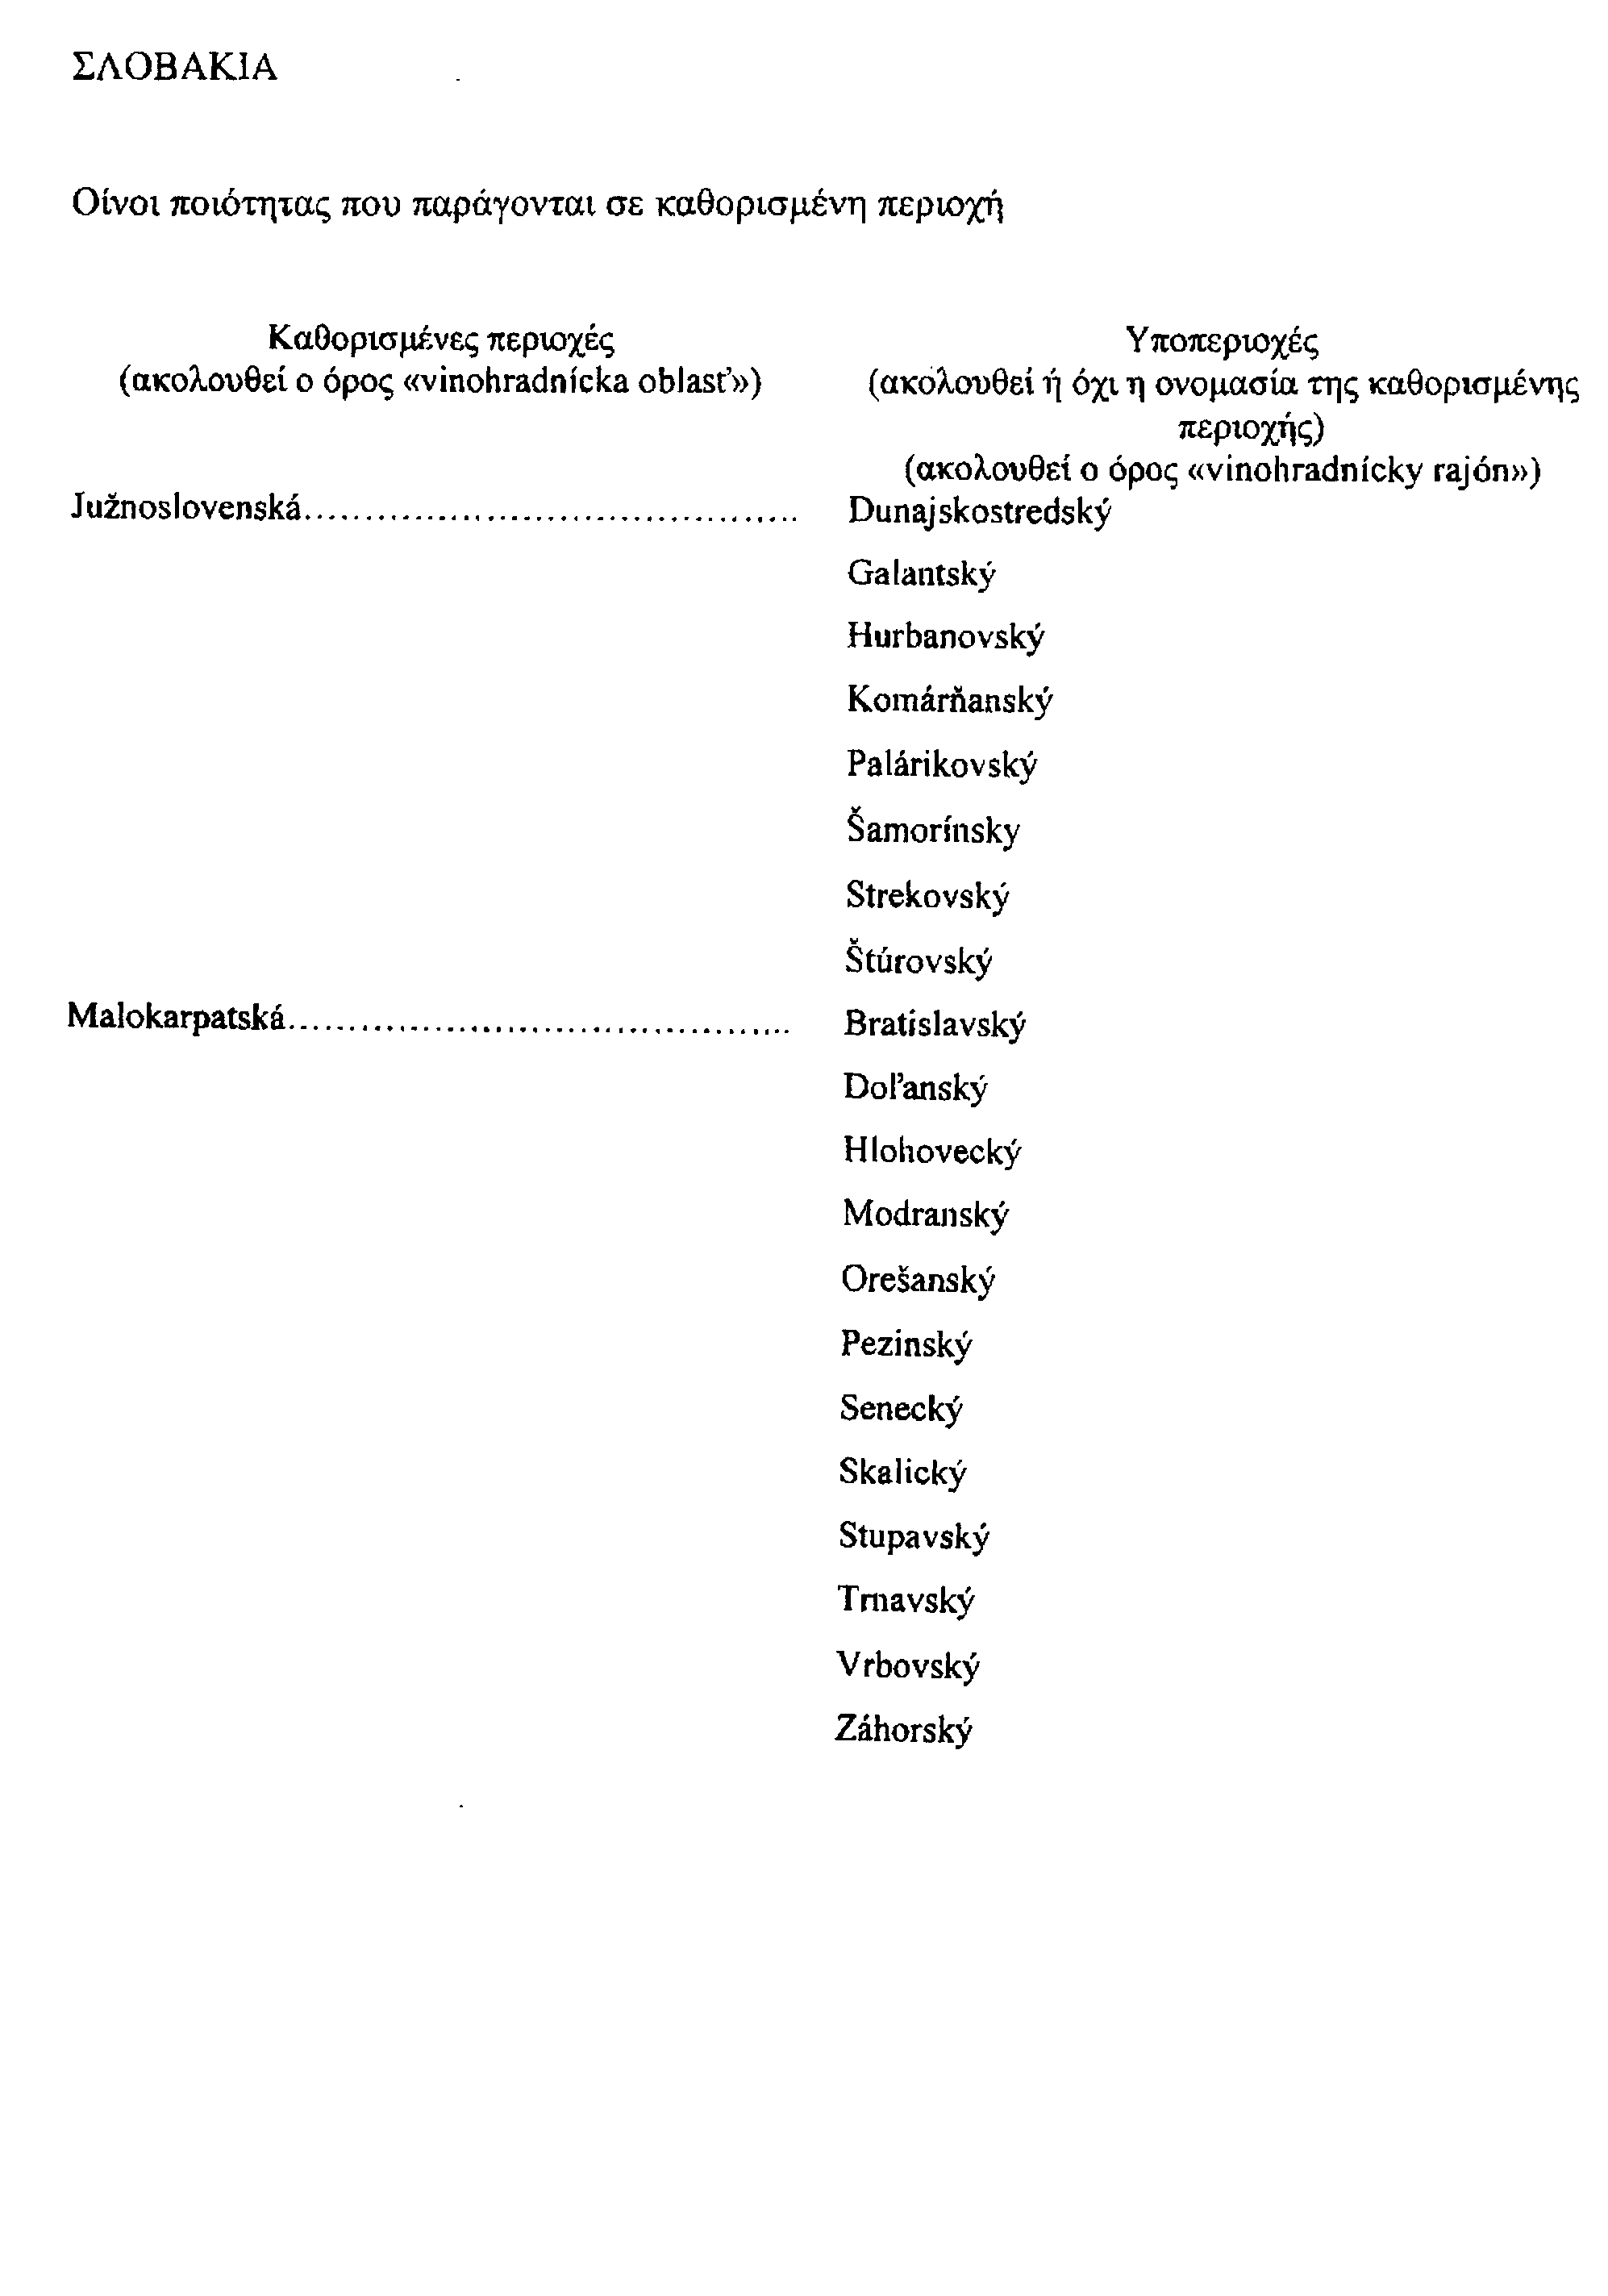 ΣΛΟΒΑΚΙΑ
Οίνοι ποιότητας που παράγονται σε καθορισμένη περιοχή
Καθορισμένες περιοχές
(ακολουθεί ο όρος «vinohradnícka oblasť»)
Υποπεριοχές
(ακολουθεί ή όχι η ονομασία της καθορισμένης
περιοχής)
(ακολουθεί ο όρος «vinohradnícky rajón»)
Južnoslovenská........................................ Dunajskostredský
Galantský
Hurbanovský
Komárňanský
Palárikovský
Šamorínsky
Strekovský
Štúrovský
Malokarpatská........................................ Bratislavský
Doľanský
Hlohovecký
Modranský
Orešanský
Pezinský
Senecký
Skalický
Stupavský
Trnavský
Vrbovský
Záhorský